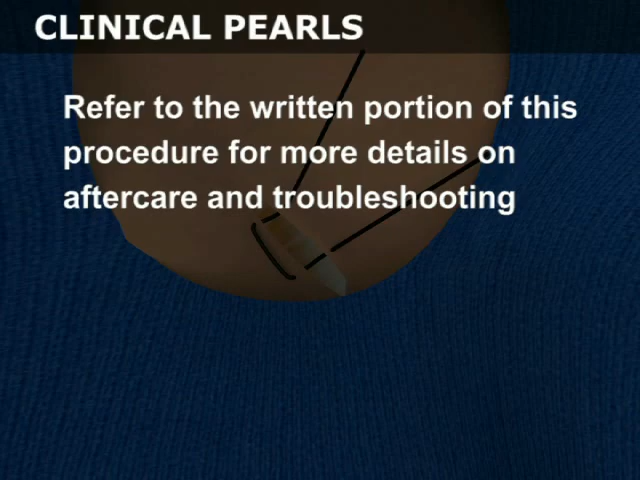 CLINICAL PEARLS
Refer to the written portion of this
procedure for more details on
aftercare and troubleshooting